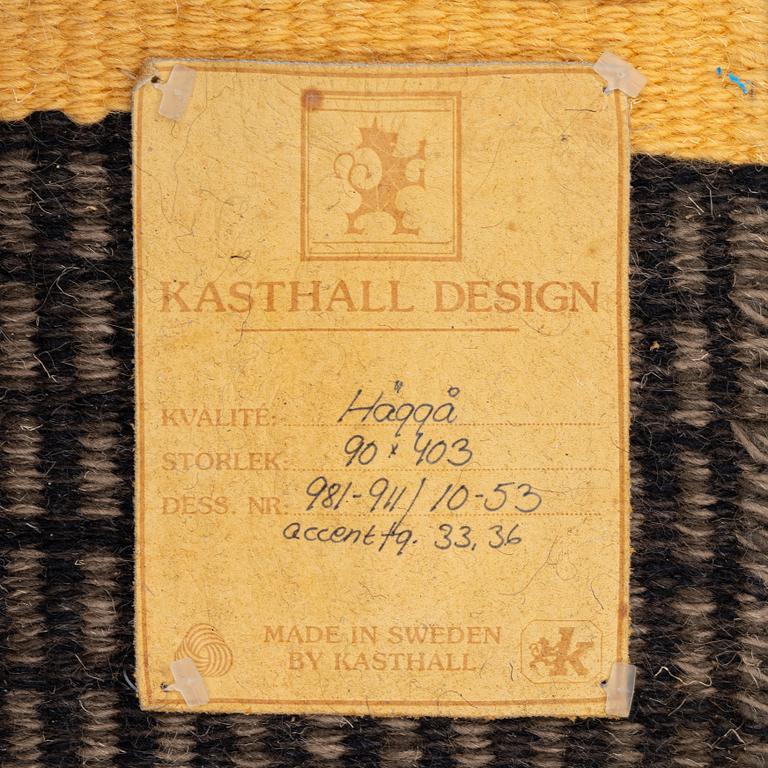 KASTHALL DESIGN
KVALITÉ: Häggå
STORLEK: 90 x 403
DESS. NR: 981-911/10-53
accent fg. 33, 36
MADE IN SWEDEN
BY KASTHALL
k